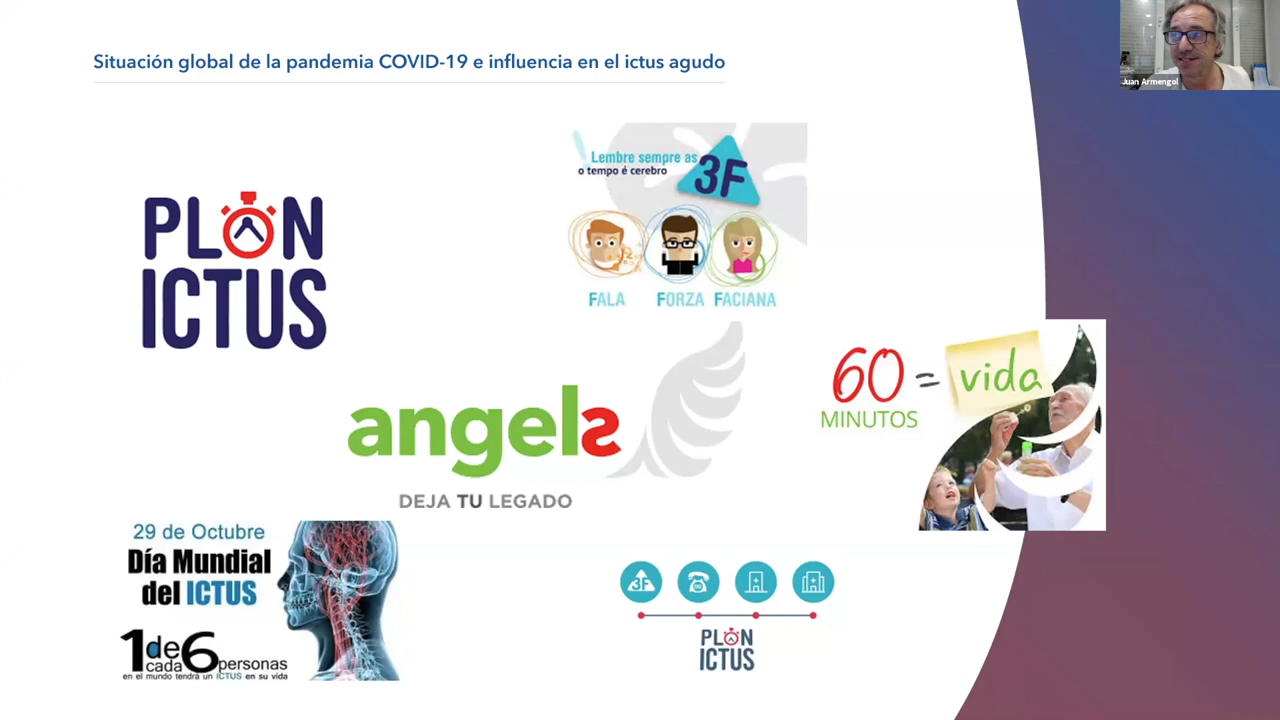 Situación global de la pandemia COVID-19 e influencia en el ictus agudo
Juan Armengol
PLAN
ICTUS
! Lembre sempre as
o tempo é cerebro
3F
FALA FORZA FACIANA
60 = vida
MINUTOS
angels
DEJA TU LEGADO
29 de Octubre
Día Mundial
del ICTUS
1 de cada 6 personas
en el mundo tendrá un ICTUS en su vida
3F
PLAN
ICTUS